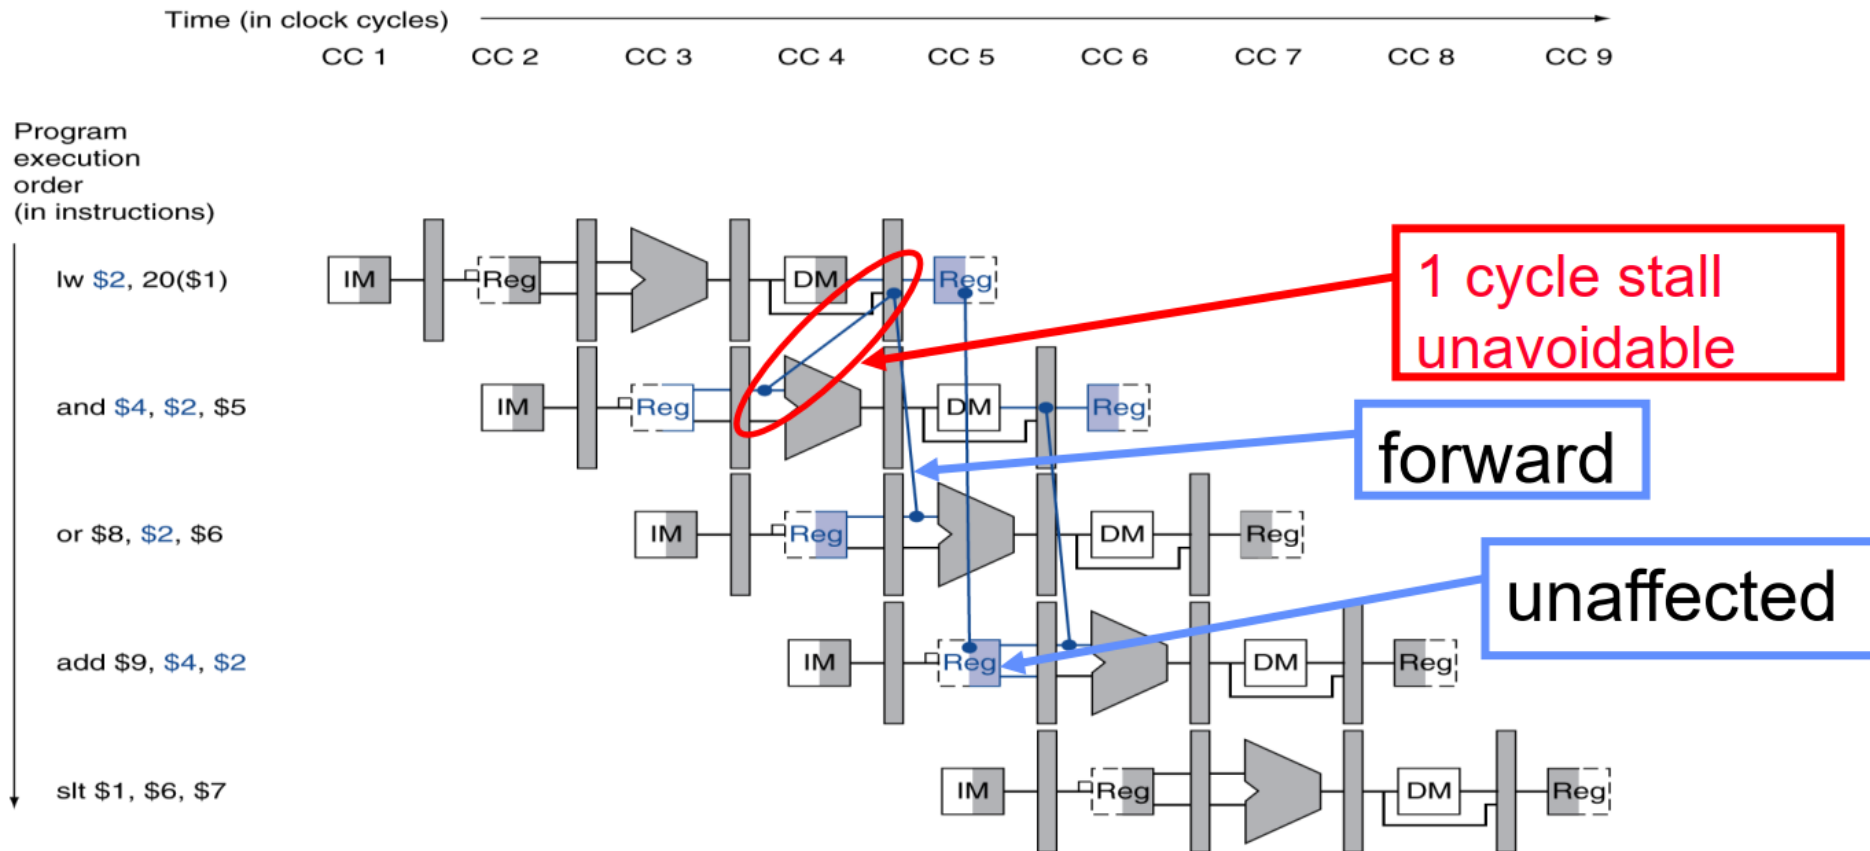 Time (in clock cycles)
CC 1 CC 2 CC 3 CC 4 CC 5 CC 6 CC 7 CC 8 CC 9
Program
execution
order
(in instructions)
lw $2, 20($1)
IM Reg DM Reg
1 cycle stall
unavoidable
and $4, $2, $5
IM Reg DM Reg
forward
or $8, $2, $6
IM Reg DM Reg
unaffected
add $9, $4, $2
IM Reg DM Reg
slt $1, $6, $7
IM Reg DM Reg